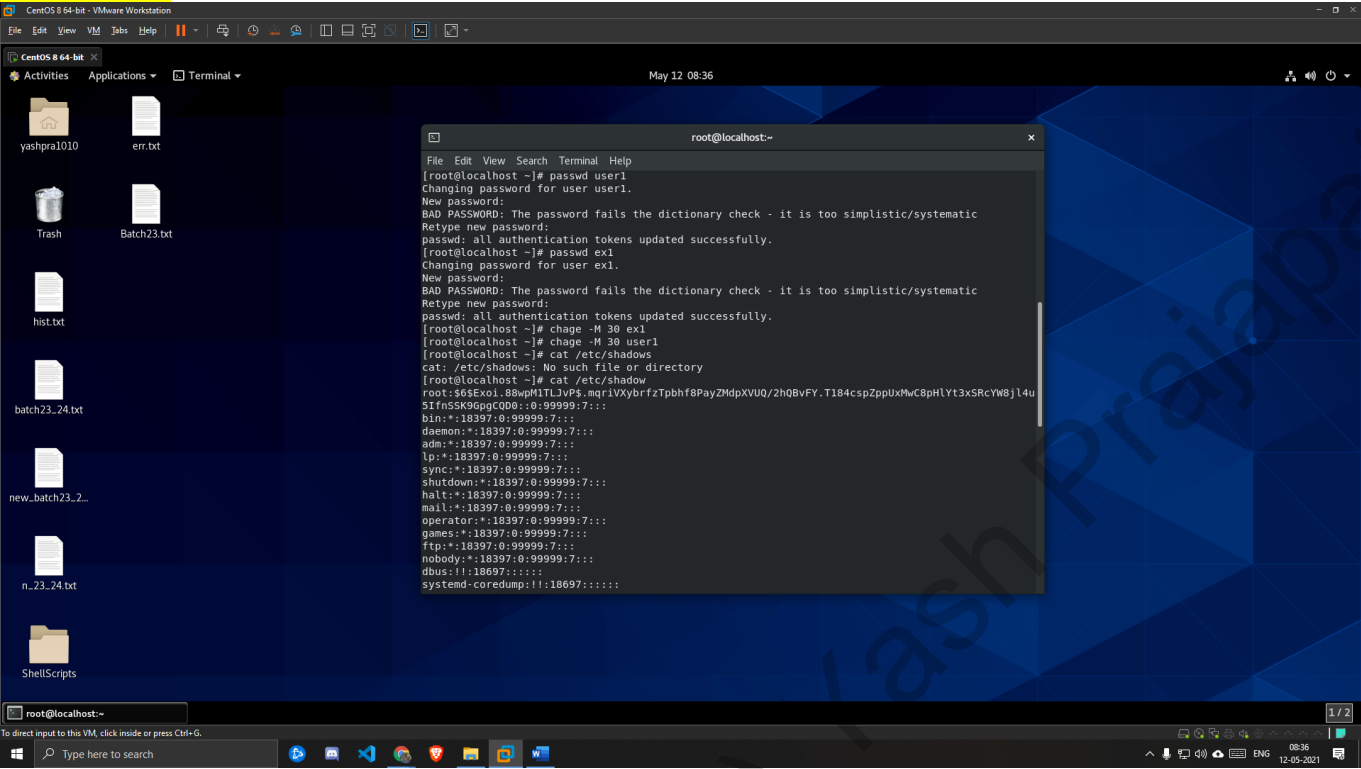 CentOS 8 64-bit - VMware Workstation
File Edit View VM Tabs Help
CentOS 8 64-bit
Activities Applications Terminal May 12 08:36
yashpra1010
err.txt
Trash
Batch23.txt
hist.txt
batch23_24.txt
new_batch23_2...
n_23_24.txt
ShellScripts
root@localhost:~
File Edit View Search Terminal Help
[root@localhost ~]# passwd user1
Changing password for user user1.
New password:
BAD PASSWORD: The password fails the dictionary check - it is too simplistic/systematic
Retype new password:
passwd: all authentication tokens updated successfully.
[root@localhost ~]# passwd ex1
Changing password for user ex1.
New password:
BAD PASSWORD: The password fails the dictionary check - it is too simplistic/systematic
Retype new password:
passwd: all authentication tokens updated successfully.
[root@localhost ~]# chage -M 30 ex1
[root@localhost ~]# chage -M 30 user1
[root@localhost ~]# cat /etc/shadows
cat: /etc/shadows: No such file or directory
[root@localhost ~]# cat /etc/shadow
root:$6$Exoi.88wpM1TLJvP$.mqriVXybrfzTpbhf8PayZMdpXVUQ/2hQBvFY.T184cspZppUxMwC8pHlYt3xSRcYW8jl4u
5IfnSSK9GpgCQD0::0:99999:7:::
bin:*:18397:0:99999:7:::
daemon:*:18397:0:99999:7:::
adm:*:18397:0:99999:7:::
lp:*:18397:0:99999:7:::
sync:*:18397:0:99999:7:::
shutdown:*:18397:0:99999:7:::
halt:*:18397:0:99999:7:::
mail:*:18397:0:99999:7:::
operator:*:18397:0:99999:7:::
games:*:18397:0:99999:7:::
ftp:*:18397:0:99999:7:::
nobody:*:18397:0:99999:7:::
dbus:!!:18697::::::
systemd-coredump:!!:18697::::::
Yash Prajapa
root@localhost:~
1 / 2
To direct input to this VM, click inside or press Ctrl+G.
Type here to search
ENG
08:36
12-05-2021